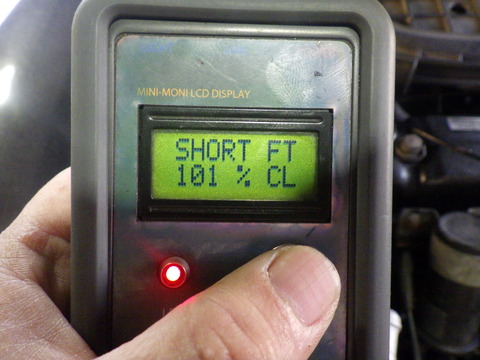 MINI-MONI LCD DISPLAY
SHORT FT
101 % CL